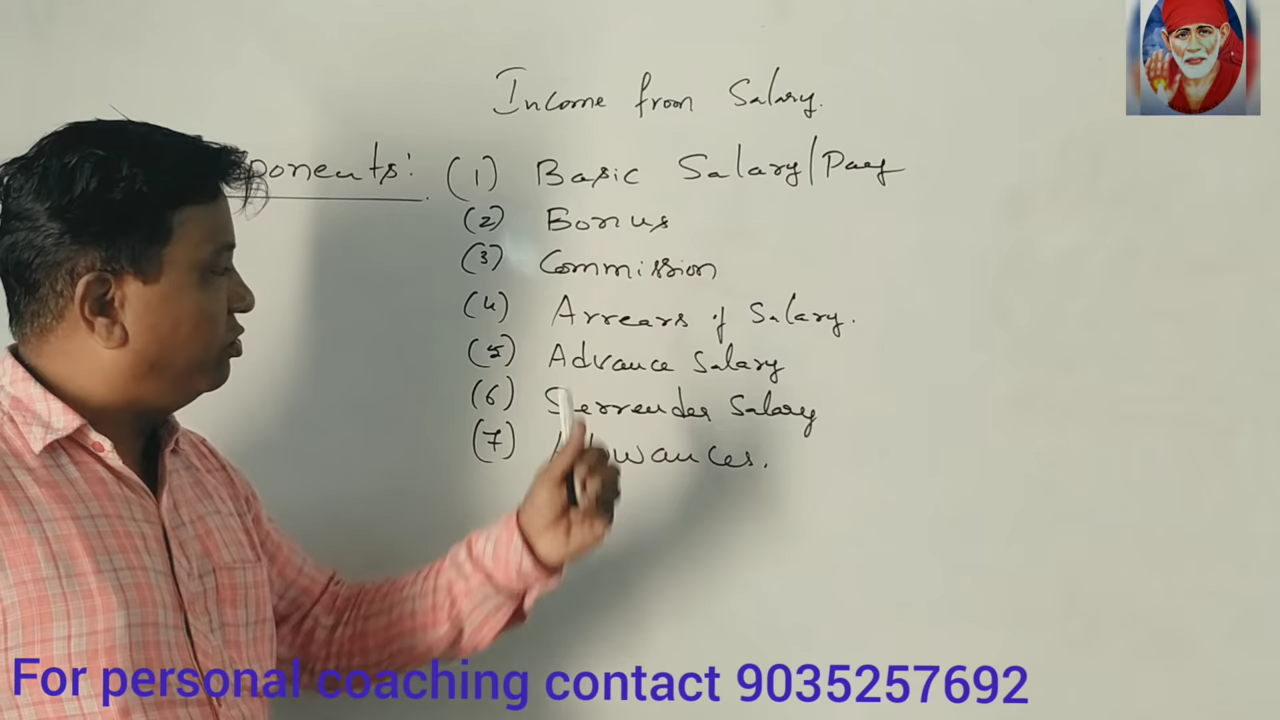 Income from Salary.
ponents: (1) Basic Salary/Pay
(2) Bonus
(3) Commission
(4) Arrears of Salary.
(5) Advance Salary
(6) Serrender Salary
(7) Allowances.
For personal coaching contact 9035257692